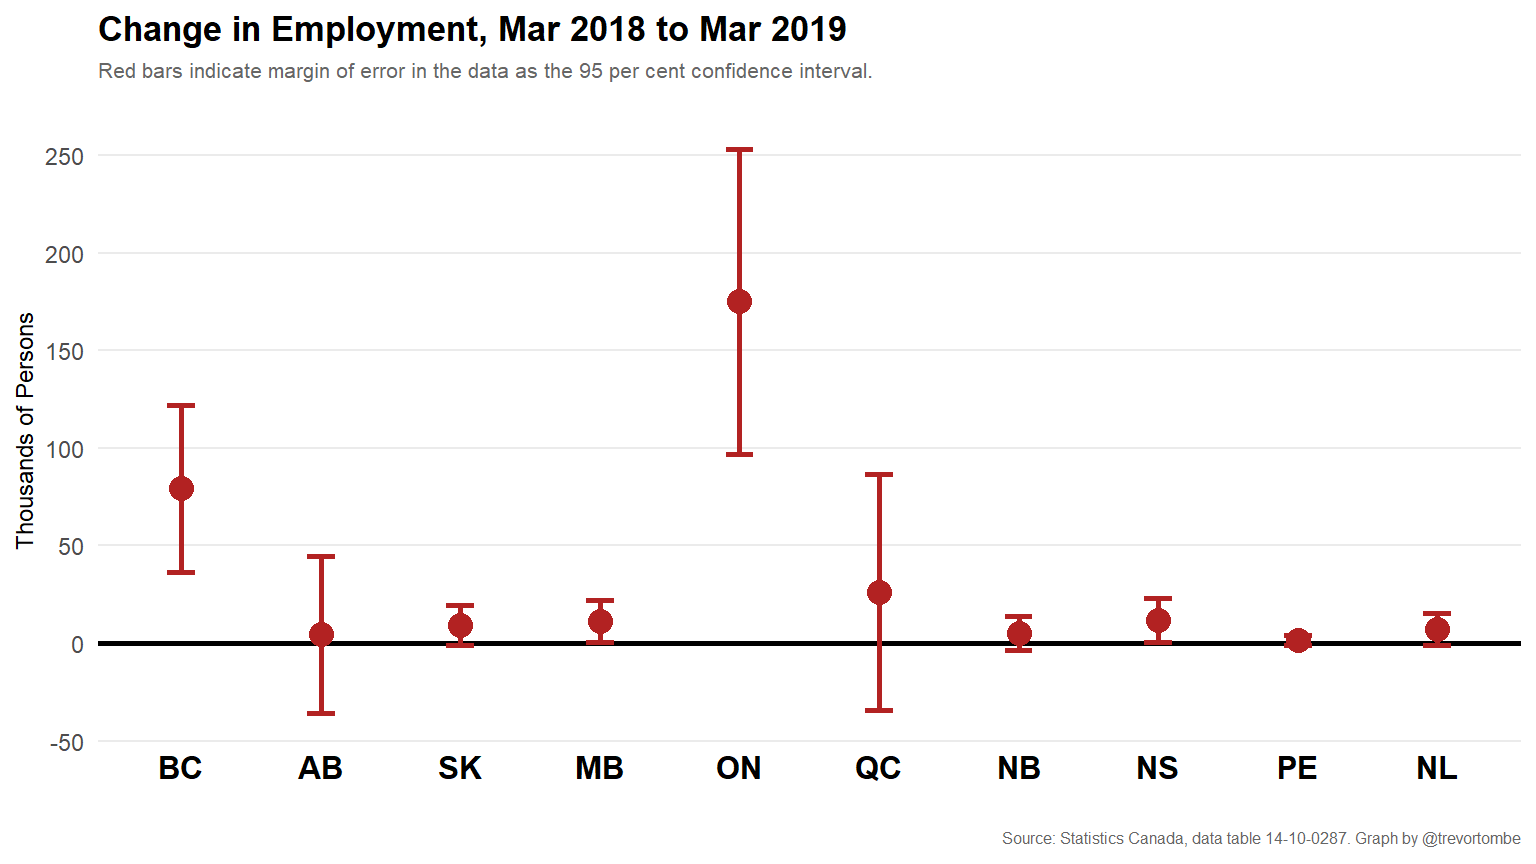 Change in Employment, Mar 2018 to Mar 2019
Red bars indicate margin of error in the data as the 95 per cent confidence interval.
Thousands of Persons
250
200
150
100
50
0
-50
BC AB SK MB ON QC NB NS PE NL
Source: Statistics Canada, data table 14-10-0287. Graph by @trevortombe